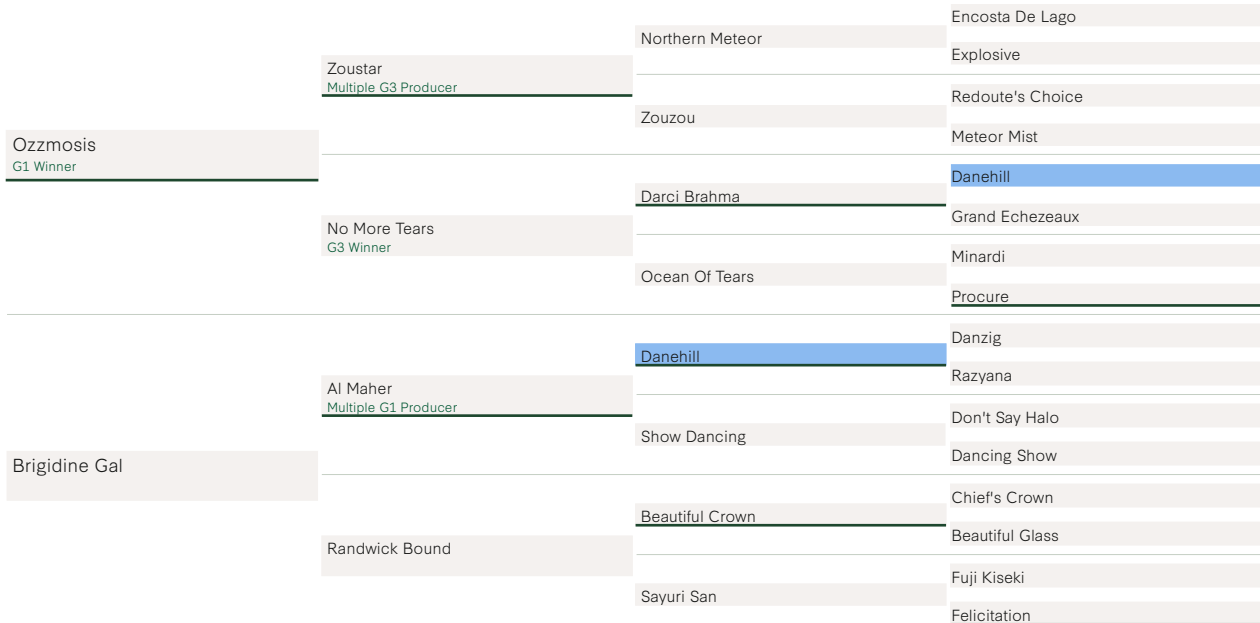 Ozzmosis
G1 Winner
Brigidine Gal
Zoustar
Multiple G3 Producer
No More Tears
G3 Winner
Al Maher
Multiple G1 Producer
Randwick Bound
Northern Meteor
Zouzou
Darci Brahma
Ocean Of Tears
Danehill
Show Dancing
Beautiful Crown
Sayuri San
Encosta De Lago
Explosive
Redoute's Choice
Meteor Mist
Danehill
Grand Echezeaux
Minardi
Procure
Danzig
Razyana
Don't Say Halo
Dancing Show
Chief's Crown
Beautiful Glass
Fuji Kiseki
Felicitation